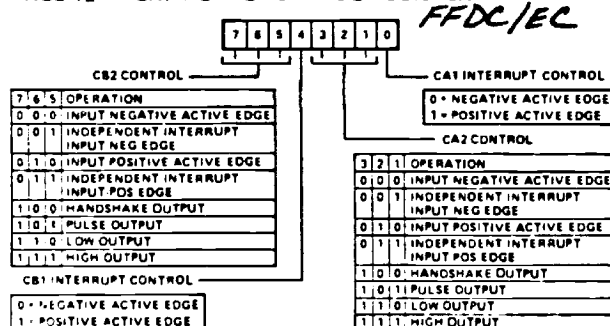 FFDC/EC
7 6 5 4 3 2 1 0
CB2 CONTROL
7 6 5 OPERATION
0 0 0 INPUT NEGATIVE ACTIVE EDGE
0 0 1 INDEPENDENT INTERRUPT
INPUT NEG EDGE
0 1 0 INPUT POSITIVE ACTIVE EDGE
0 1 1 INDEPENDENT INTERRUPT
INPUT POS EDGE
1 0 0 HANDSHAKE OUTPUT
1 0 1 PULSE OUTPUT
1 1 0 LOW OUTPUT
1 1 1 HIGH OUTPUT
CB1 INTERRUPT CONTROL
0 = NEGATIVE ACTIVE EDGE
1 = POSITIVE ACTIVE EDGE
CA1 INTERRUPT CONTROL
0 = NEGATIVE ACTIVE EDGE
1 = POSITIVE ACTIVE EDGE
CA2 CONTROL
3 2 1 OPERATION
0 0 0 INPUT NEGATIVE ACTIVE EDGE
0 0 1 INDEPENDENT INTERRUPT
INPUT NEG EDGE
0 1 0 INPUT POSITIVE ACTIVE EDGE
0 1 1 INDEPENDENT INTERRUPT
INPUT POS EDGE
1 0 0 HANDSHAKE OUTPUT
1 0 1 PULSE OUTPUT
1 1 0 LOW OUTPUT
1 1 1 HIGH OUTPUT